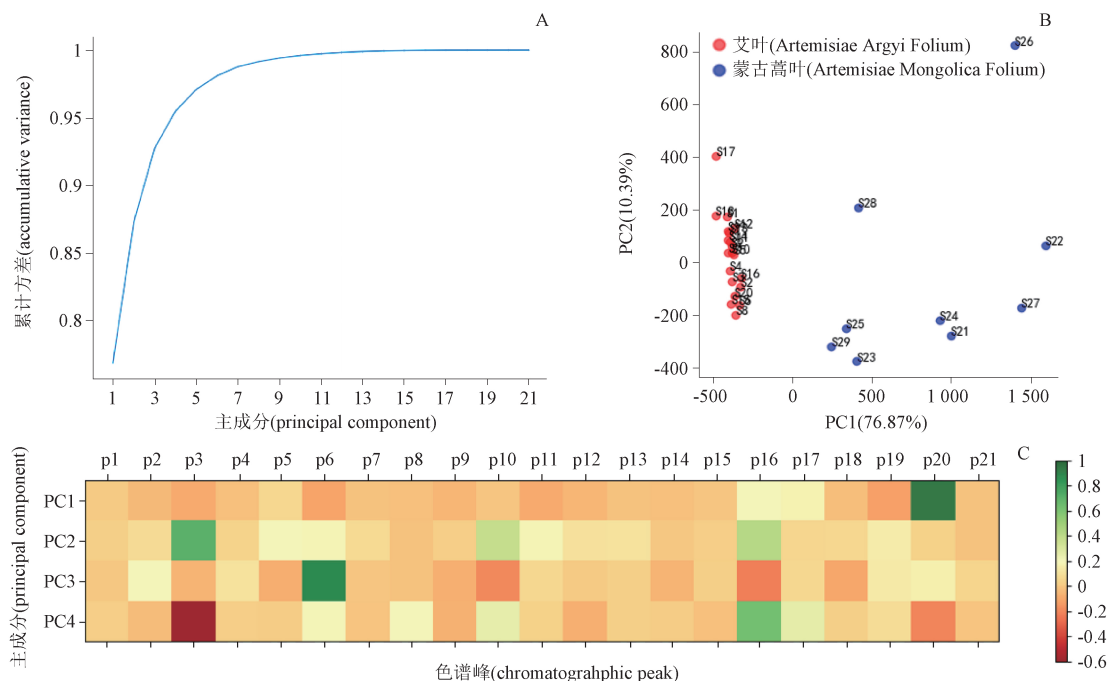 A
1
0.95
0.9
0.85
0.8
累计方差(accumulative variance)
1 3 5 7 9 11 13 15 17 19 21
主成分(principal component)
B
艾叶(Artemisiae Argyi Folium)
蒙古蒿叶(Artemisiae Mongolica Folium)
800
600
400
200
0
-200
-400
PC2(10.39%)
S26
S17
S28
S22
S4
S16
S2
S20
S8
S27
S24
S21
S25
S29
S23
-500 0 500 1 000 1 500
PC1(76.87%)
C
p1 p2 p3 p4 p5 p6 p7 p8 p9 p10 p11 p12 p13 p14 p15 p16 p17 p18 p19 p20 p21
PC1
PC2
PC3
PC4
主成分(principal component)
色谱峰(chromatograhphic peak)
1
0.8
0.6
0.4
0.2
0
-0.2
-0.4
-0.6